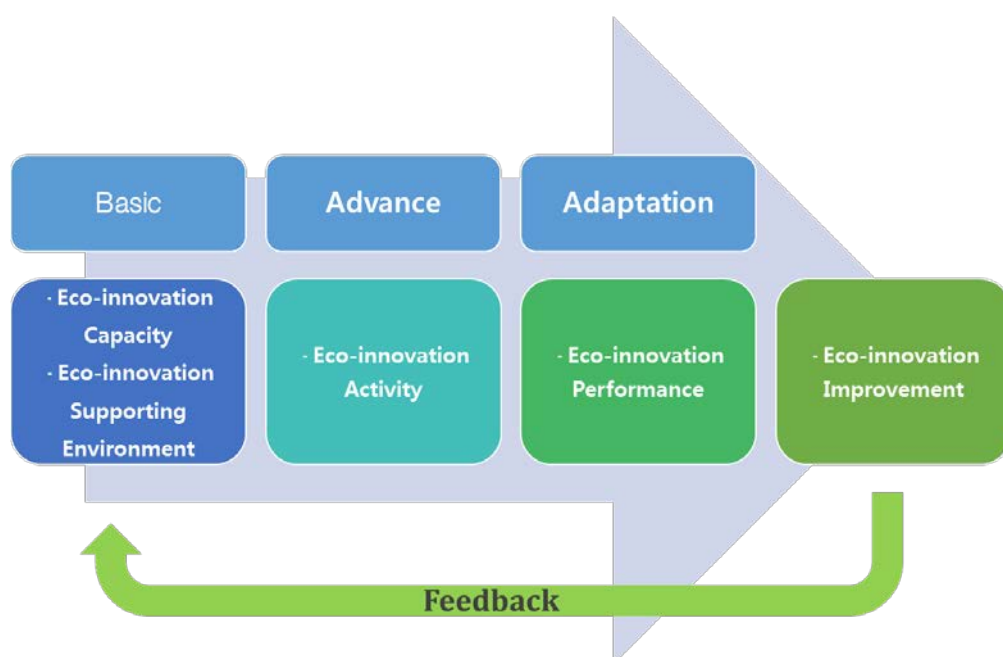 Basic
Advance
Adaptation
· Eco-innovation
Capacity
· Eco-innovation
Supporting
Environment
· Eco-innovation
Activity
· Eco-innovation
Performance
· Eco-innovation
Improvement
Feedback